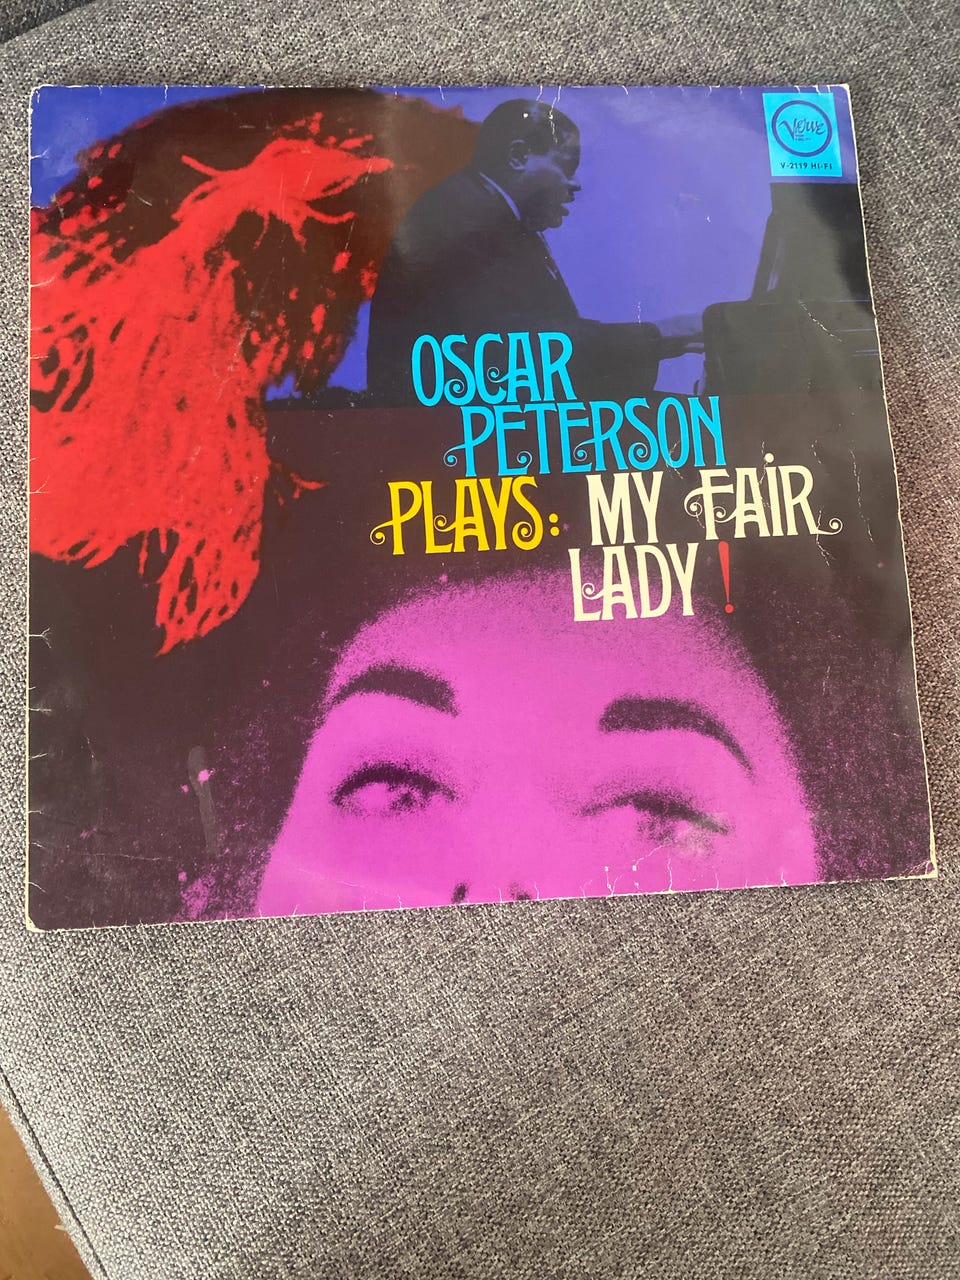 Verve
V-2119 HI-FI
OSCAR
PETERSON
PLAYS: MY FAIR
LADY!